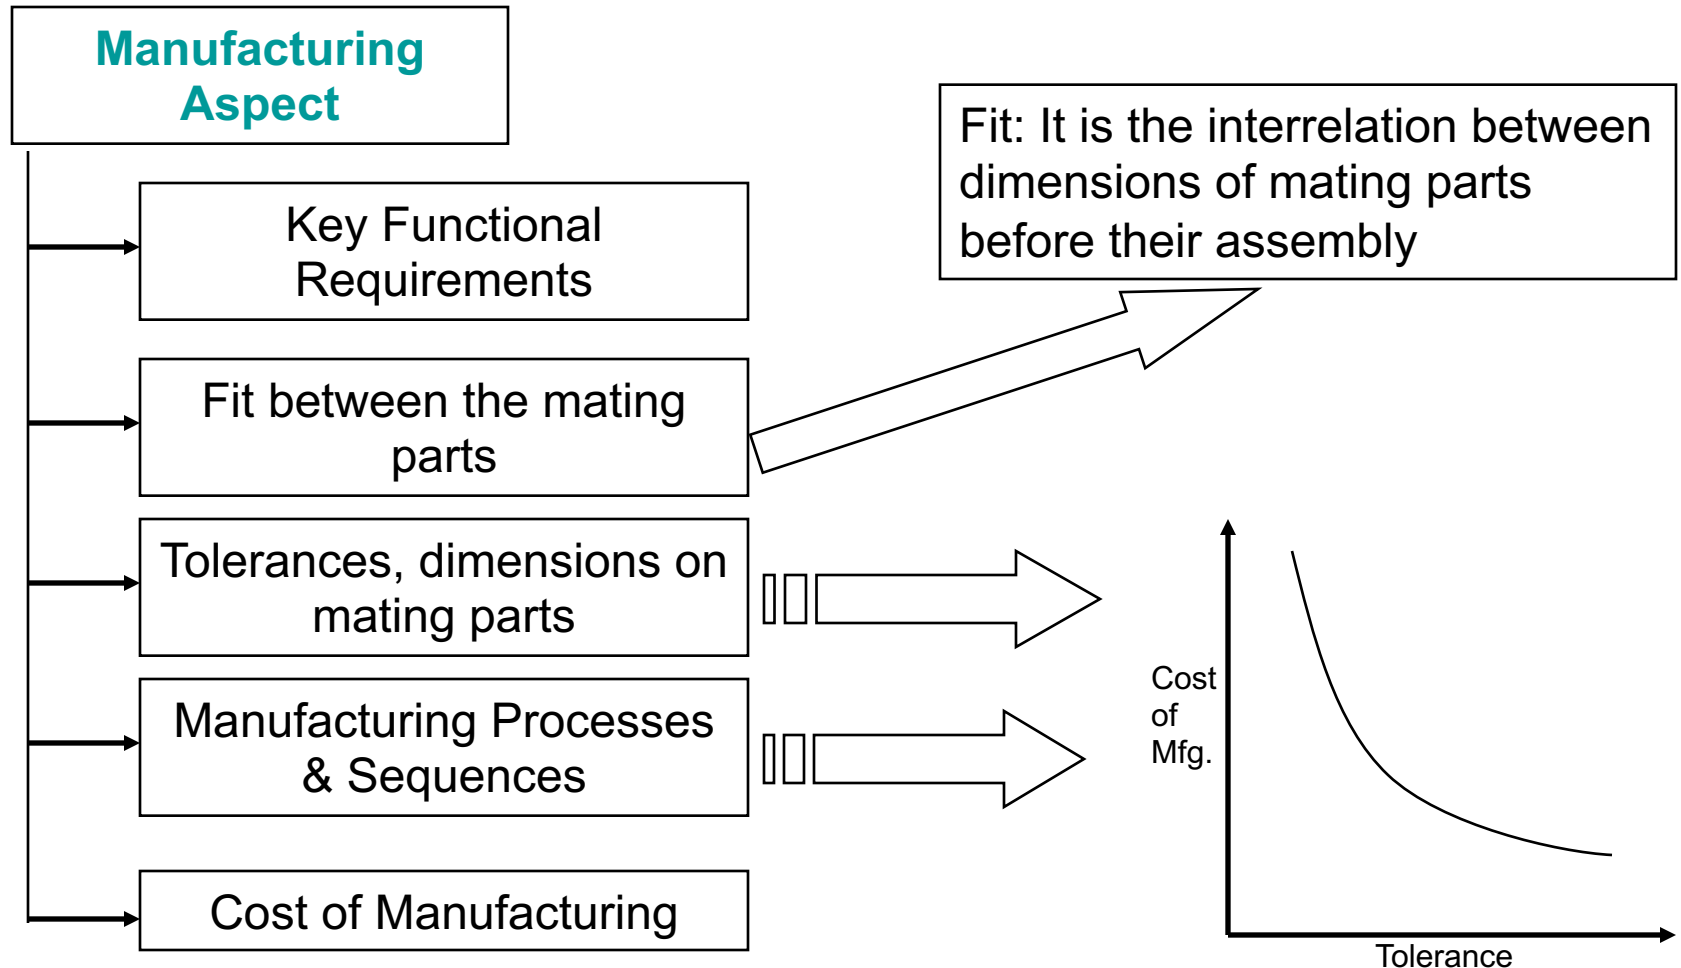 Manufacturing
Aspect
Key Functional
Requirements
Fit between the mating
parts
Tolerances, dimensions on
mating parts
Manufacturing Processes
& Sequences
Cost of Manufacturing
Fit: It is the interrelation between
dimensions of mating parts
before their assembly
Cost
of
Mfg.
Tolerance